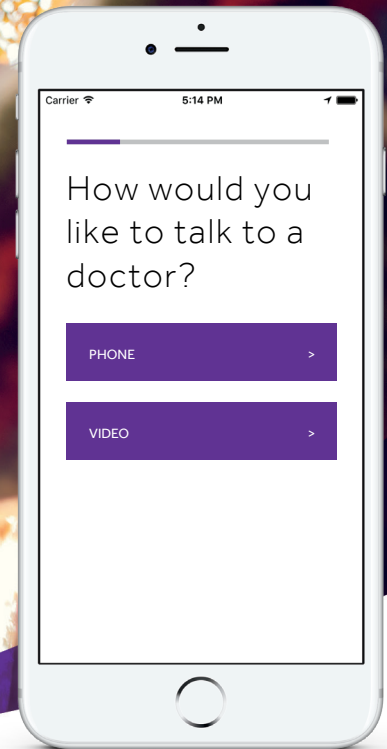 Carrier 5:14 PM
How would you
like to talk to a
doctor?
PHONE >
VIDEO >